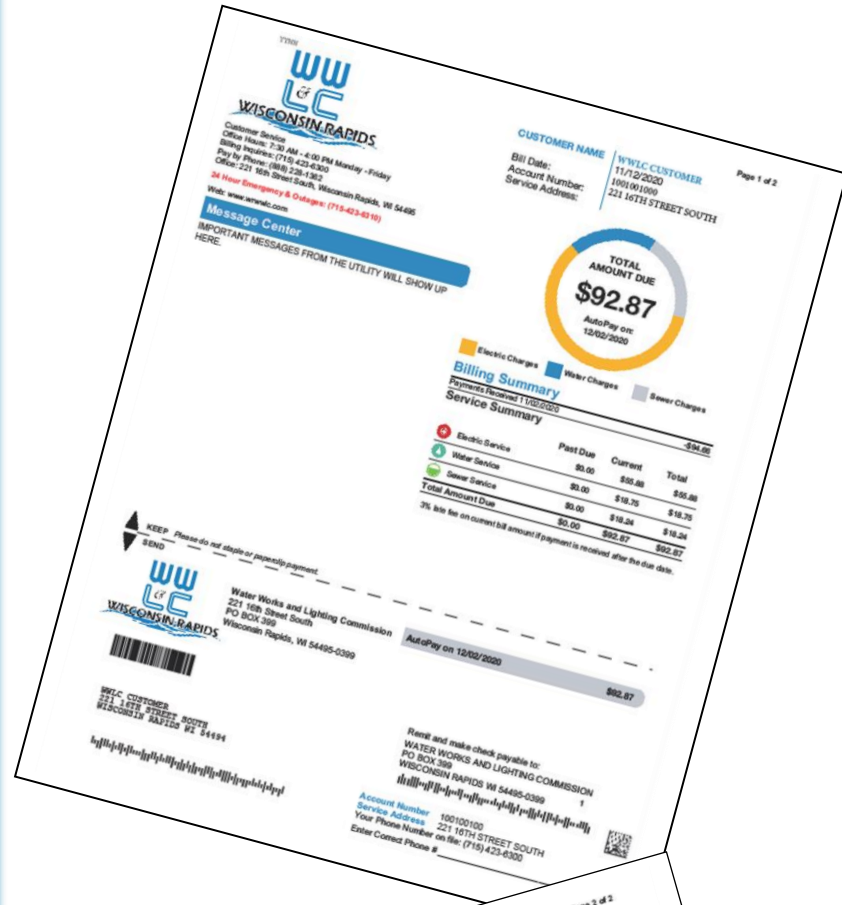 WW
L&C
WISCONSIN RAPIDS
Customer Service
Office Hours: 7:30 AM - 4:00 PM Monday - Friday
Billing Inquiries: (715) 423-6300
Pay by Phone: (888) 228-1362
Office: 221 16th Street South, Wisconsin Rapids, WI 54495
24 Hour Emergency & Outages: (715-423-6310)
Web: www.wwwlc.com
Message Center
IMPORTANT MESSAGES FROM THE UTILITY WILL SHOW UP
HERE.
CUSTOMER NAME WWLC CUSTOMER
Bill Date: 11/12/2020
Account Number: 1001001000
Service Address: 221 16TH STREET SOUTH
Page 1 of 2
TOTAL
AMOUNT DUE
$92.87
AutoPay on:
12/02/2020
Electric Charges Water Charges Sewer Charges
Billing Summary
Payments Received 11/02/2020 -$94.66
Service Summary
Past Due Current Total
Electric Service $0.00 $55.88 $55.88
Water Service $0.00 $18.75 $18.75
Sewer Service $0.00 $18.24 $18.24
Total Amount Due $0.00 $92.87 $92.87
3% late fee on current bill amount if payment is received after the due date.
KEEP Please do not staple or paperclip payment.
SEND
WW
L&C
WISCONSIN RAPIDS
Water Works and Lighting Commission
221 16th Street South
PO BOX 399
Wisconsin Rapids, WI 54495-0399
AutoPay on 12/02/2020 $92.87
WWLC CUSTOMER
221 16TH STREET SOUTH
WISCONSIN RAPIDS WI 54494
Remit and make check payable to:
WATER WORKS AND LIGHTING COMMISSION
PO BOX 399
WISCONSIN RAPIDS WI 54495-0399
1
Account Number 100100100
Service Address 221 16TH STREET SOUTH
Your Phone Number on file: (715) 423-6300
Enter Correct Phone #
2 of 2